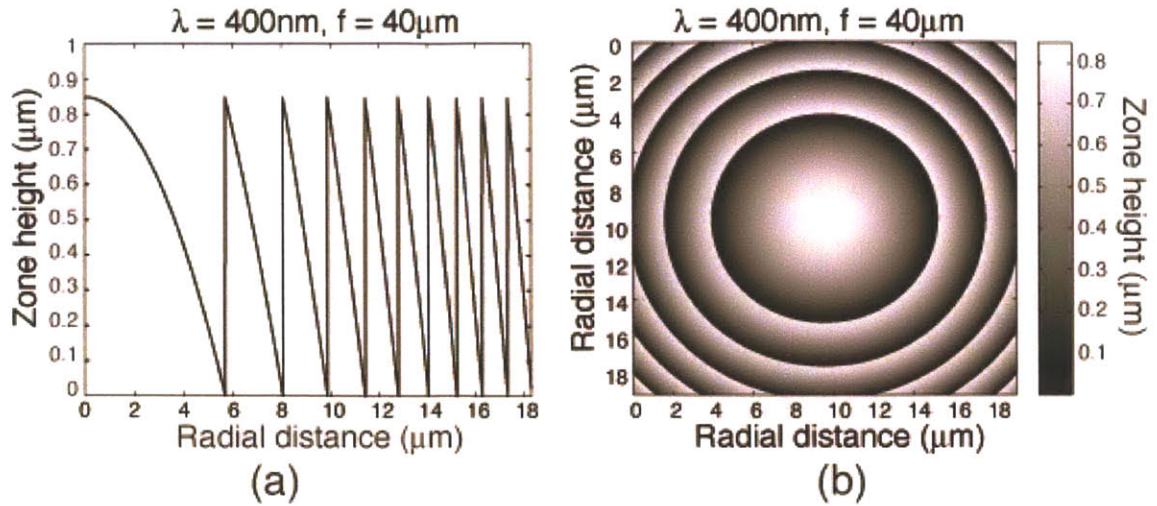 λ = 400nm, f = 40μm
1
0.9
0.8
0.7
0.6
0.5
0.4
0.3
0.2
0.1
0
Zone height (μm)
0 2 4 6 8 10 12 14 16 18
Radial distance (μm)
(a)
λ = 400nm, f = 40μm
0
2
4
6
8
10
12
14
16
18
Radial distance (μm)
0 2 4 6 8 10 12 14 16 18
Radial distance (μm)
(b)
0.8
0.7
0.6
0.5
0.4
0.3
0.2
0.1
Zone height (μm)